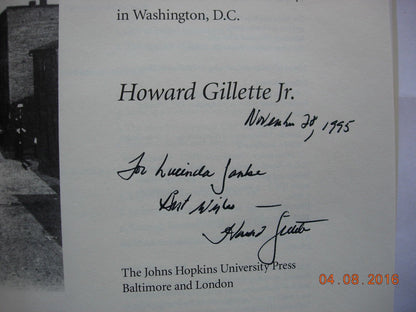 in Washington, D.C.
Howard Gillette Jr.
November 28, 1995
For Lucinda Janke
Best Wishes —
Howard Gillette
The Johns Hopkins University Press
Baltimore and London
04.08.2016